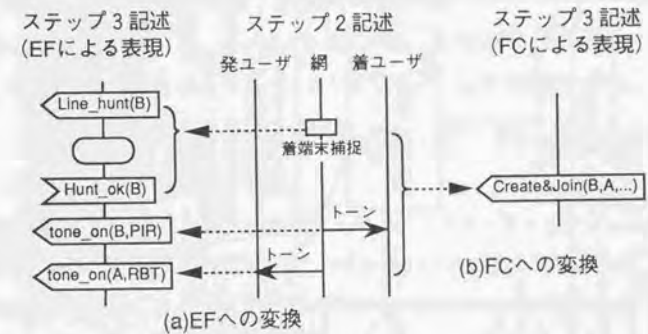 ステップ3記述
(EFによる表現)
ステップ2記述
ステップ3記述
(FCによる表現)
発ユーザ 網 着ユーザ
Line_hunt(B)
着端末捕捉
Hunt_ok(B)
Create&Join(B,A,...)
トーン
tone_on(B,PIR)
トーン
tone_on(A,RBT)
(b)FCへの変換
(a)EFへの変換